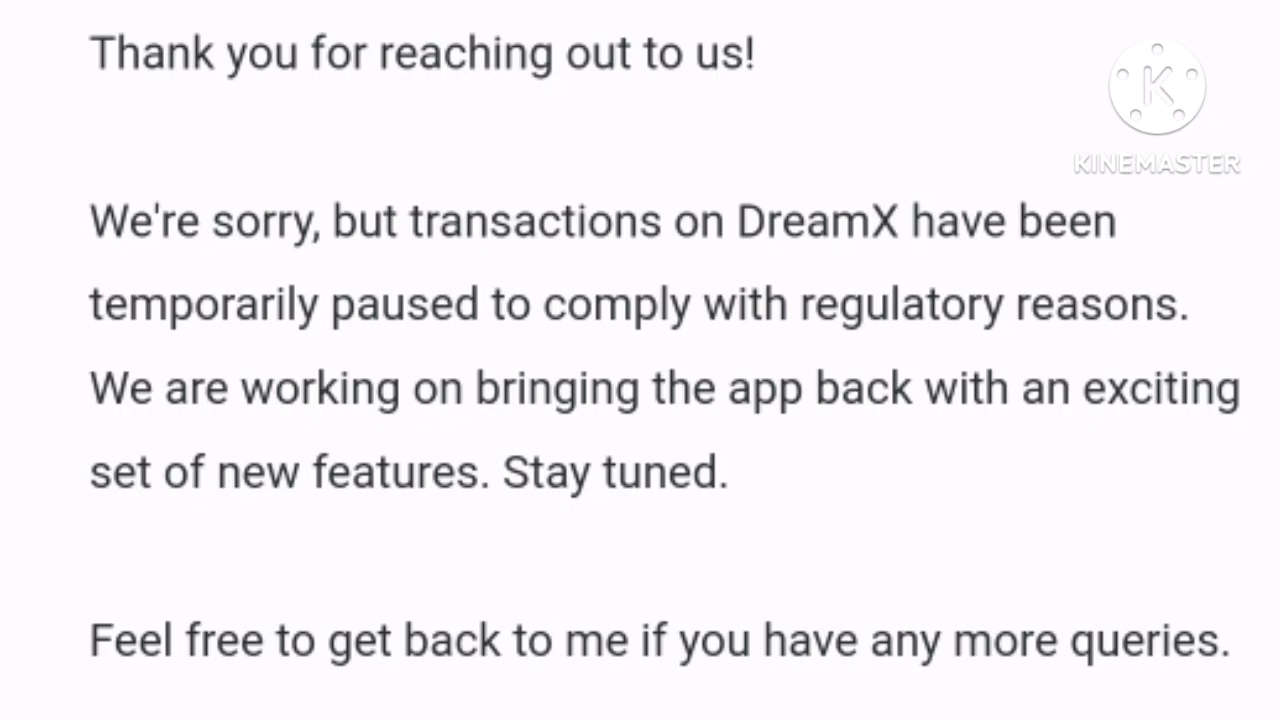 Thank you for reaching out to us!
K
KINEMASTER
We're sorry, but transactions on DreamX have been
temporarily paused to comply with regulatory reasons.
We are working on bringing the app back with an exciting
set of new features. Stay tuned.
Feel free to get back to me if you have any more queries.